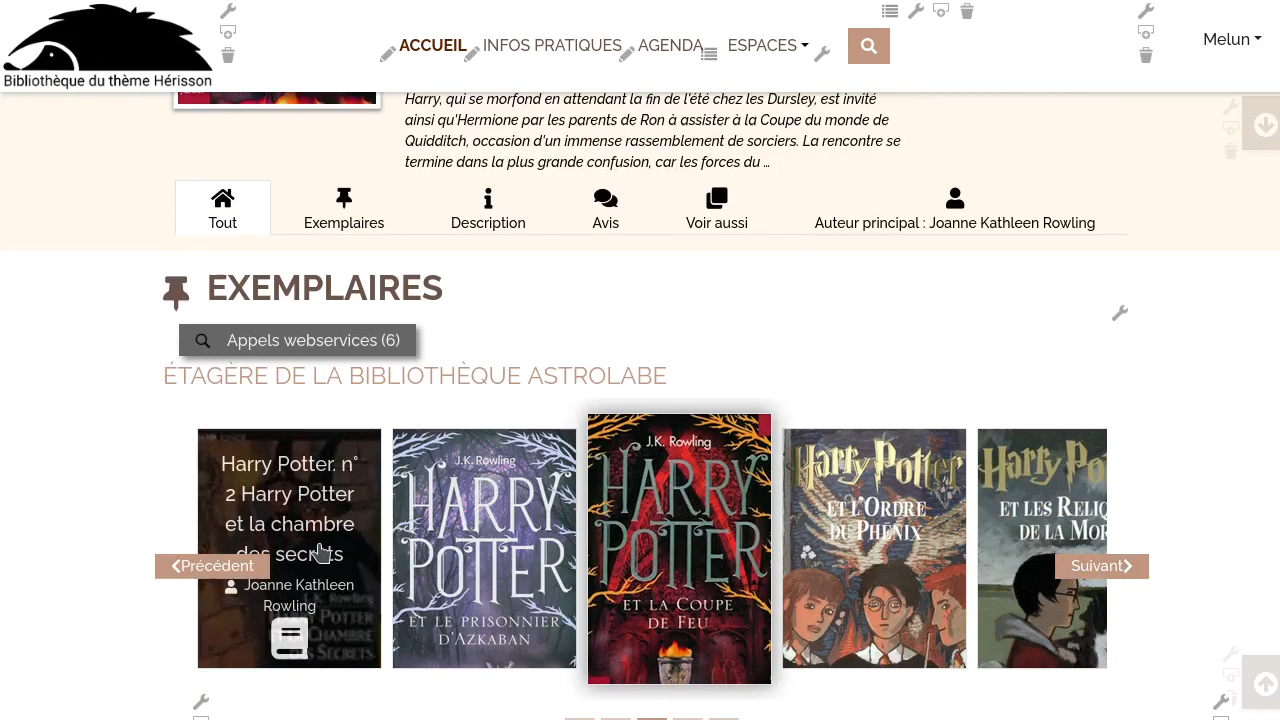 Bibliothèque du thème Hérisson
ACCUEIL
INFOS PRATIQUES
AGENDA
ESPACES
Melun
Harry, qui se morfond en attendant la fin de l'été chez les Dursley, est invité
ainsi qu'Hermione par les parents de Ron à assister à la Coupe du monde de
Quidditch, occasion d'un immense rassemblement de sorciers. La rencontre se
termine dans la plus grande confusion, car les forces du ...
Tout
Exemplaires
Description
Avis
Voir aussi
Auteur principal : Joanne Kathleen Rowling
EXEMPLAIRES
Appels webservices (6)
ÉTAGÈRE DE LA BIBLIOTHÈQUE ASTROLABE
Harry Potter. n°
2 Harry Potter
et la chambre
des secrets
Joanne Kathleen
Rowling
J.K. Rowling
HARRY
POTTER
ET LE PRISONNIER
D'AZKABAN
J.K. Rowling
HARRY
POTTER
ET LA COUPE
DE FEU
Harry Potter
ET L'ORDRE
DU PHÉNIX
Harry Po
ET LES RELIQ
DE LA MOR
Précédent
Suivant